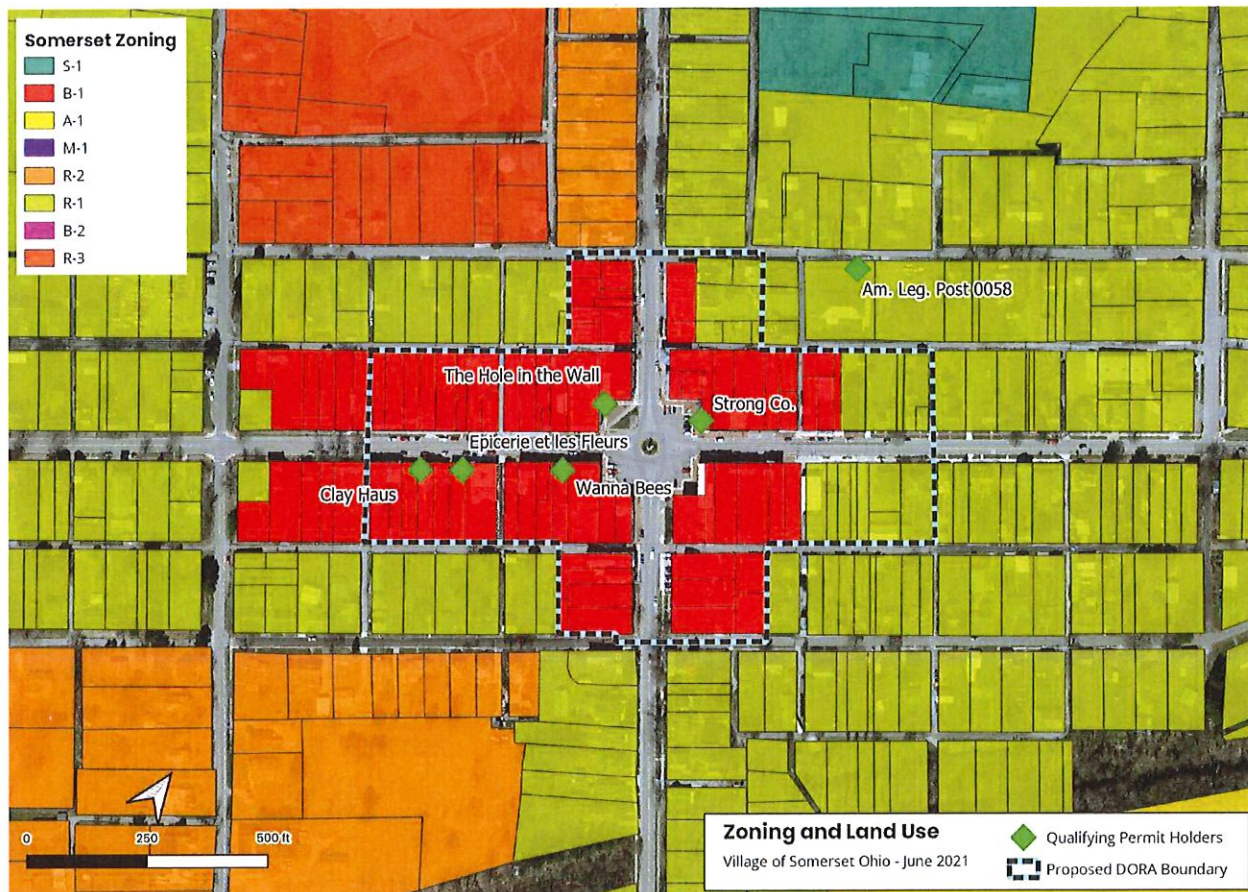 Somerset Zoning
S-1
B-1
A-1
M-1
R-2
R-1
B-2
R-3
Am. Leg. Post 0058
The Hole in the Wall
Strong Co.
Epicerie et les Fleurs
Clay Haus
Wanna Bees
0 250 500 ft
Zoning and Land Use
Village of Somerset Ohio - June 2021
Qualifying Permit Holders
Proposed DORA Boundary